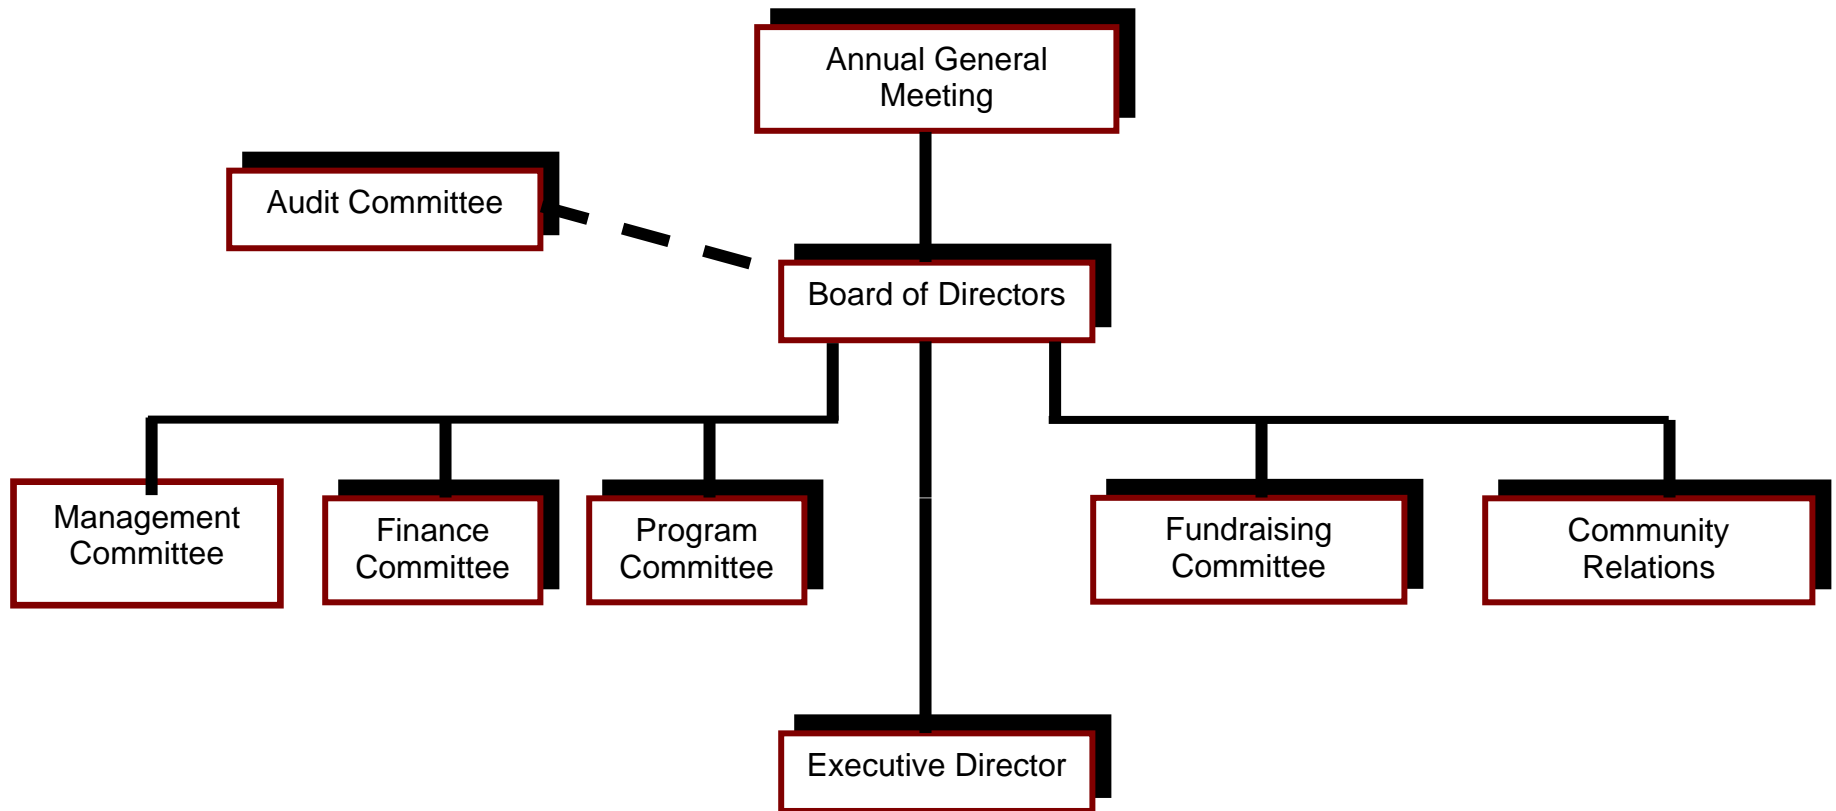 Annual General
Meeting
Audit Committee
Board of Directors
Management
Committee
Finance
Committee
Program
Committee
Fundraising
Committee
Community
Relations
Executive Director